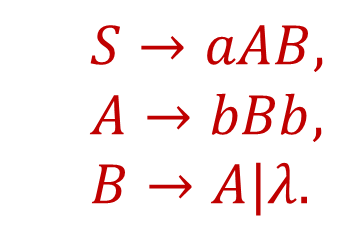 S → aAB,
A → bBb,
B → A|λ.